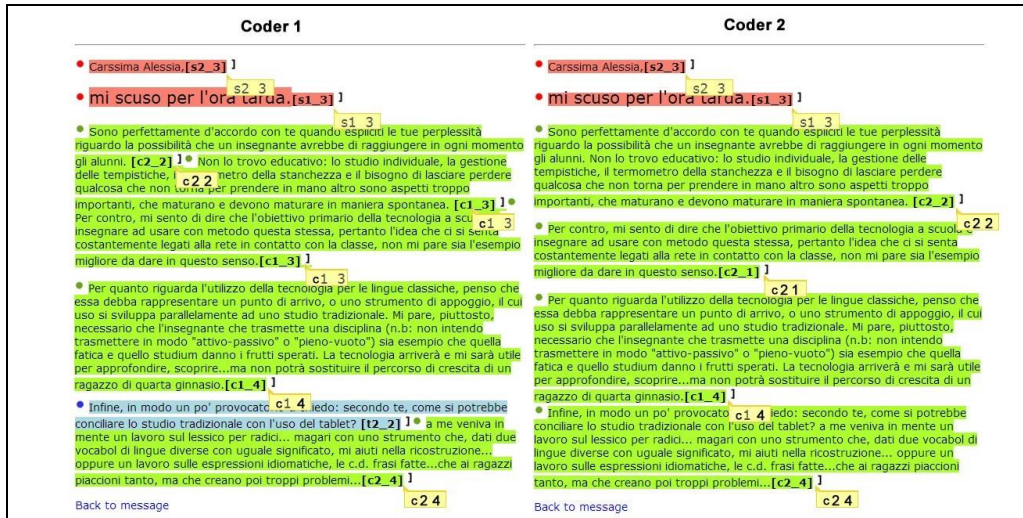 Coder 1
Carssima Alessia,[s2_3] ]
s2 3
mi scuso per l'ora tarda.[s1_3] ]
s1 3
Sono perfettamente d'accordo con te quando espliciti le tue perplessità
riguardo la possibilità che un insegnante avrebbe di raggiungere in ogni momento
gli alunni. [c2_2] ] Non lo trovo educativo: lo studio individuale, la gestione
delle tempistiche, metro della stanchezza e il bisogno di lasciare perdere
c2 2
qualcosa che non torna per prendere in mano altro sono aspetti troppo
importanti, che maturano e devono maturare in maniera spontanea. [c1_3] ]
c1 3
Per contro, mi sento di dire che l'obiettivo primario della tecnologia a
insegnare ad usare con metodo questa stessa, pertanto l'idea che ci si senta
costantemente legati alla rete in contatto con la classe, non mi pare sia l'esempio
migliore da dare in questo senso.[c1_3] ]
c1 3
Per quanto riguarda l'utilizzo della tecnologia per le lingue classiche, penso che
essa debba rappresentare un punto di arrivo, o uno strumento di appoggio, il cui
uso si sviluppa parallelamente ad uno studio tradizionale. Mi pare, piuttosto,
necessario che l'insegnante che trasmette una disciplina (n.b: non intendo
trasmettere in modo "attivo-passivo" o "pieno-vuoto") sia esempio che quella
fatica e quello studium danno i frutti sperati. La tecnologia arriverà e mi sarà utile
per approfondire, scoprire...ma non potrà sostituire il percorso di crescita di un
ragazzo di quarta ginnasio.[c1_4] ]
c1 4
Infine, in modo un po' secondo te, come si potrebbe
conciliare lo studio tradizionale con l'uso del tablet? [t2_2] ] a me veniva in
mente un lavoro sul lessico per radici... magari con uno strumento che, dati due
vocabol di lingue diverse con uguale significato, mi aiuti nella ricostruzione...
oppure un lavoro sulle espressioni idiomatiche, le c.d. frasi fatte...che ai ragazzi
piaccioni tanto, ma che creano poi troppi problemi...[c2_4] ]
c2 4
Back to message
Coder 2
Carssima Alessia,[s2_3] ]
s2 3
mi scuso per l'ora tarda.[s1_3] ]
s1 3
Sono perfettamente d'accordo con te quando espliciti le tue perplessità
riguardo la possibilità che un insegnante avrebbe di raggiungere in ogni momento
gli alunni. Non lo trovo educativo: lo studio individuale, la gestione delle
tempistiche, il termometro della stanchezza e il bisogno di lasciare perdere
qualcosa che non torna per prendere in mano altro sono aspetti troppo
importanti, che maturano e devono maturare in maniera spontanea. [c2_2] ]
c2 2
Per contro, mi sento di dire che l'obiettivo primario della tecnologia a scuola è
insegnare ad usare con metodo questa stessa, pertanto l'idea che ci si senta
costantemente legati alla rete in contatto con la classe, non mi pare sia l'esempio
migliore da dare in questo senso.[c2_1] ]
c2 1
Per quanto riguarda l'utilizzo della tecnologia per le lingue classiche, penso che
essa debba rappresentare un punto di arrivo, o uno strumento di appoggio, il cui
uso si sviluppa parallelamente ad uno studio tradizionale. Mi pare, piuttosto,
necessario che l'insegnante che trasmette una disciplina (n.b: non intendo
trasmettere in modo "attivo-passivo" o "pieno-vuoto") sia esempio che quella
fatica e quello studium danno i frutti sperati. La tecnologia arriverà e mi sarà utile
per approfondire, scoprire...ma non potrà sostituire il percorso di crescita di un
ragazzo di quarta ginnasio.[c1_4] ]
c1 4
Infine, in modo un po' secondo te, come si potrebbe
conciliare lo studio tradizionale con l'uso del tablet? a me veniva in mente un
lavoro sul lessico per radici... magari con uno strumento che, dati due vocabol di
lingue diverse con uguale significato, mi aiuti nella ricostruzione... oppure un
lavoro sulle espressioni idiomatiche, le c.d. frasi fatte...che ai ragazzi piaccioni
tanto, ma che creano poi troppi problemi...[c2_4] ]
c2 4
Back to message